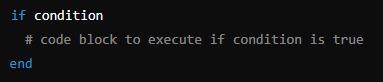 if condition
  # code block to execute if condition is true
end